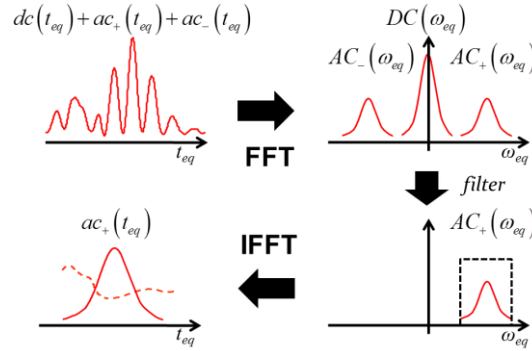 dc(t_eq)+ac_+(t_eq)+ac_-(t_eq)
DC(ω_eq)
AC_-(ω_eq)
AC_+(ω_eq)
t_eq
FFT
ω_eq
filter
ac_+(t_eq)
IFFT
AC_+(ω_eq)
t_eq
ω_eq